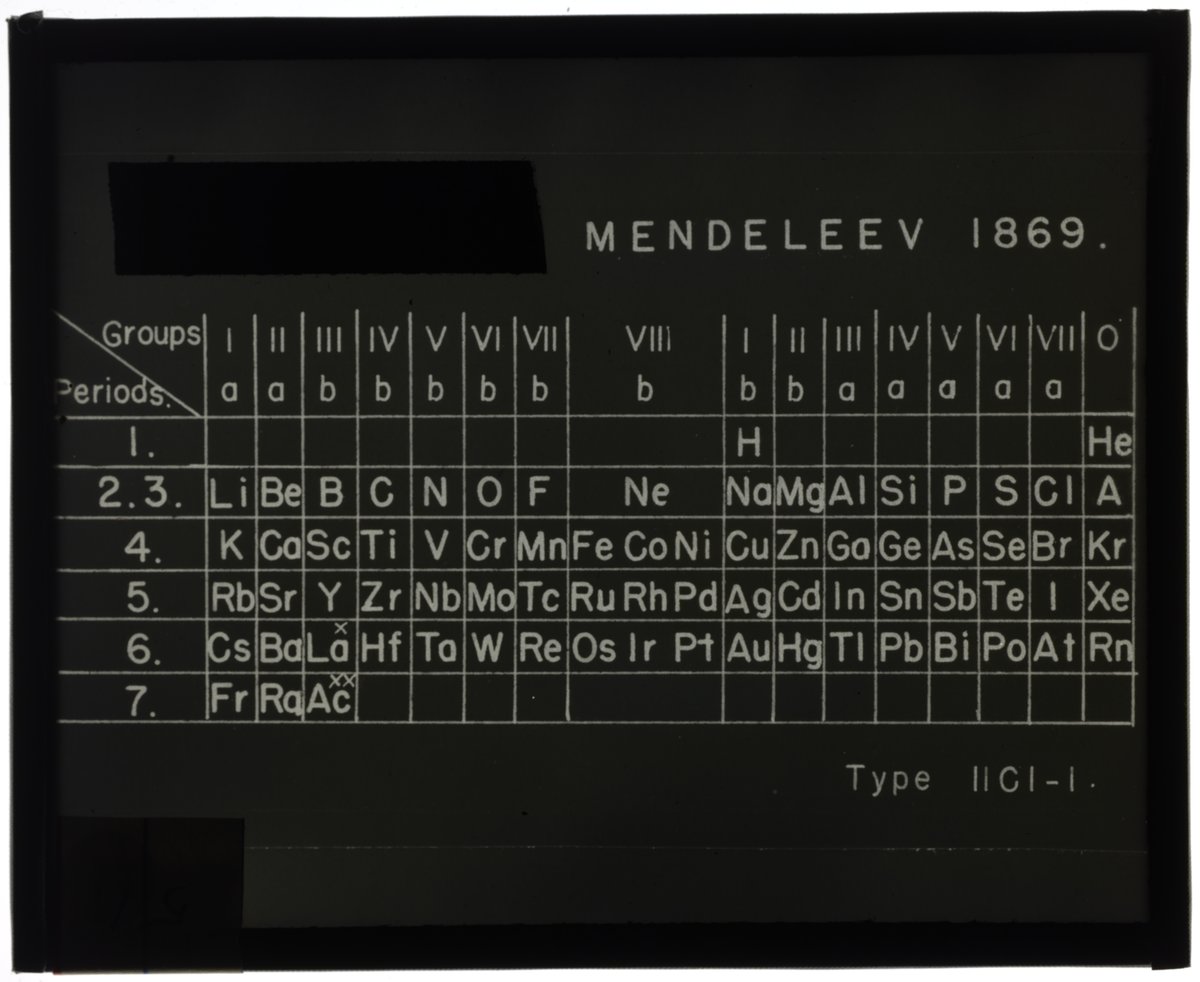 MENDELEEV 1869.
Groups I II III IV V VI VII VIII I II III IV V VI VII O
Periods. a a b b b b b b b b a a a a a
1. H He
2.3. Li Be B C N O F Ne Na Mg Al Si P S Cl A
4. K Ca Sc Ti V Cr Mn Fe Co Ni Cu Zn Ga Ge As Se Br Kr
5. Rb Sr Y Zr Nb Mo Tc Ru Rh Pd Ag Cd In Sn Sb Te I Xe
6. Cs Ba La× Hf Ta W Re Os Ir Pt Au Hg Tl Pb Bi Po At Rn
7. Fr Ra Ac××
Type IIC1-1.